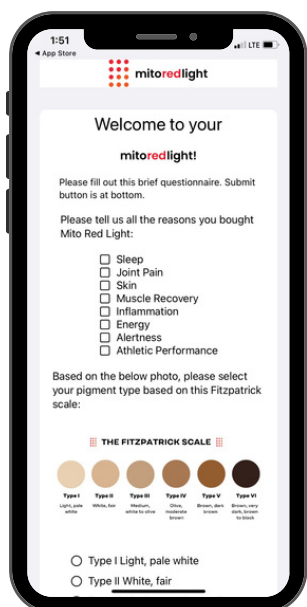 1:51
LTE
App Store
mitoredlight
Welcome to your
mitoredlight!
Please fill out this brief questionnaire. Submit
button is at bottom.
Please tell us all the reasons you bought
Mito Red Light:
Sleep
Joint Pain
Skin
Muscle Recovery
Inflammation
Energy
Alertness
Athletic Performance
Based on the below photo, please select
your pigment type based on this Fitzpatrick
scale:
THE FITZPATRICK SCALE
Type I Type II Type III Type IV Type V Type VI
Light, pale white
White, fair
Medium, white to olive
Olive, moderate brown
Brown, dark brown
Brown, very dark, brown to black
Type I Light, pale white
Type II White, fair